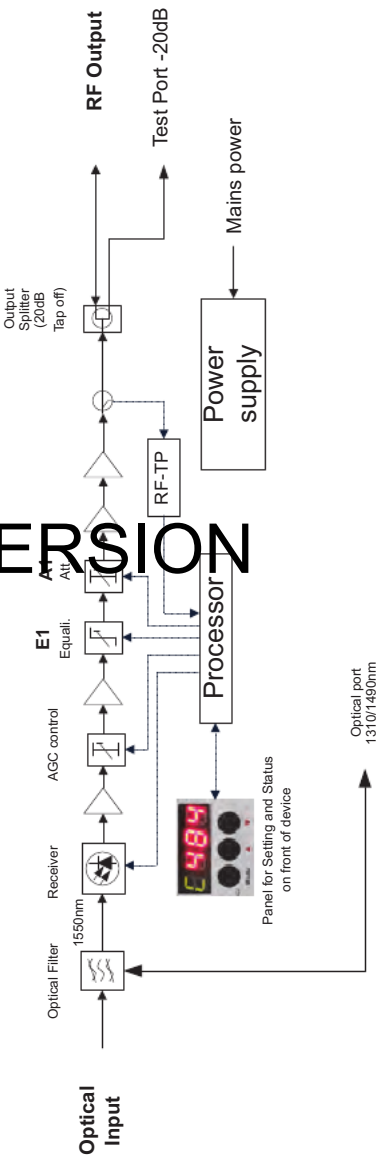 Optical
Input
Optical Filter
1550nm
Receiver
AGC control
E1
Equali.
A1
Att.
Output
Splitter
(20dB
Tap off)
RF Output
Test Port -20dB
RF-TP
Processor
Power
supply
Mains power
484
Mode
Panel for Setting and Status
on front of device
Optical port
1310/1490nm
ERSION